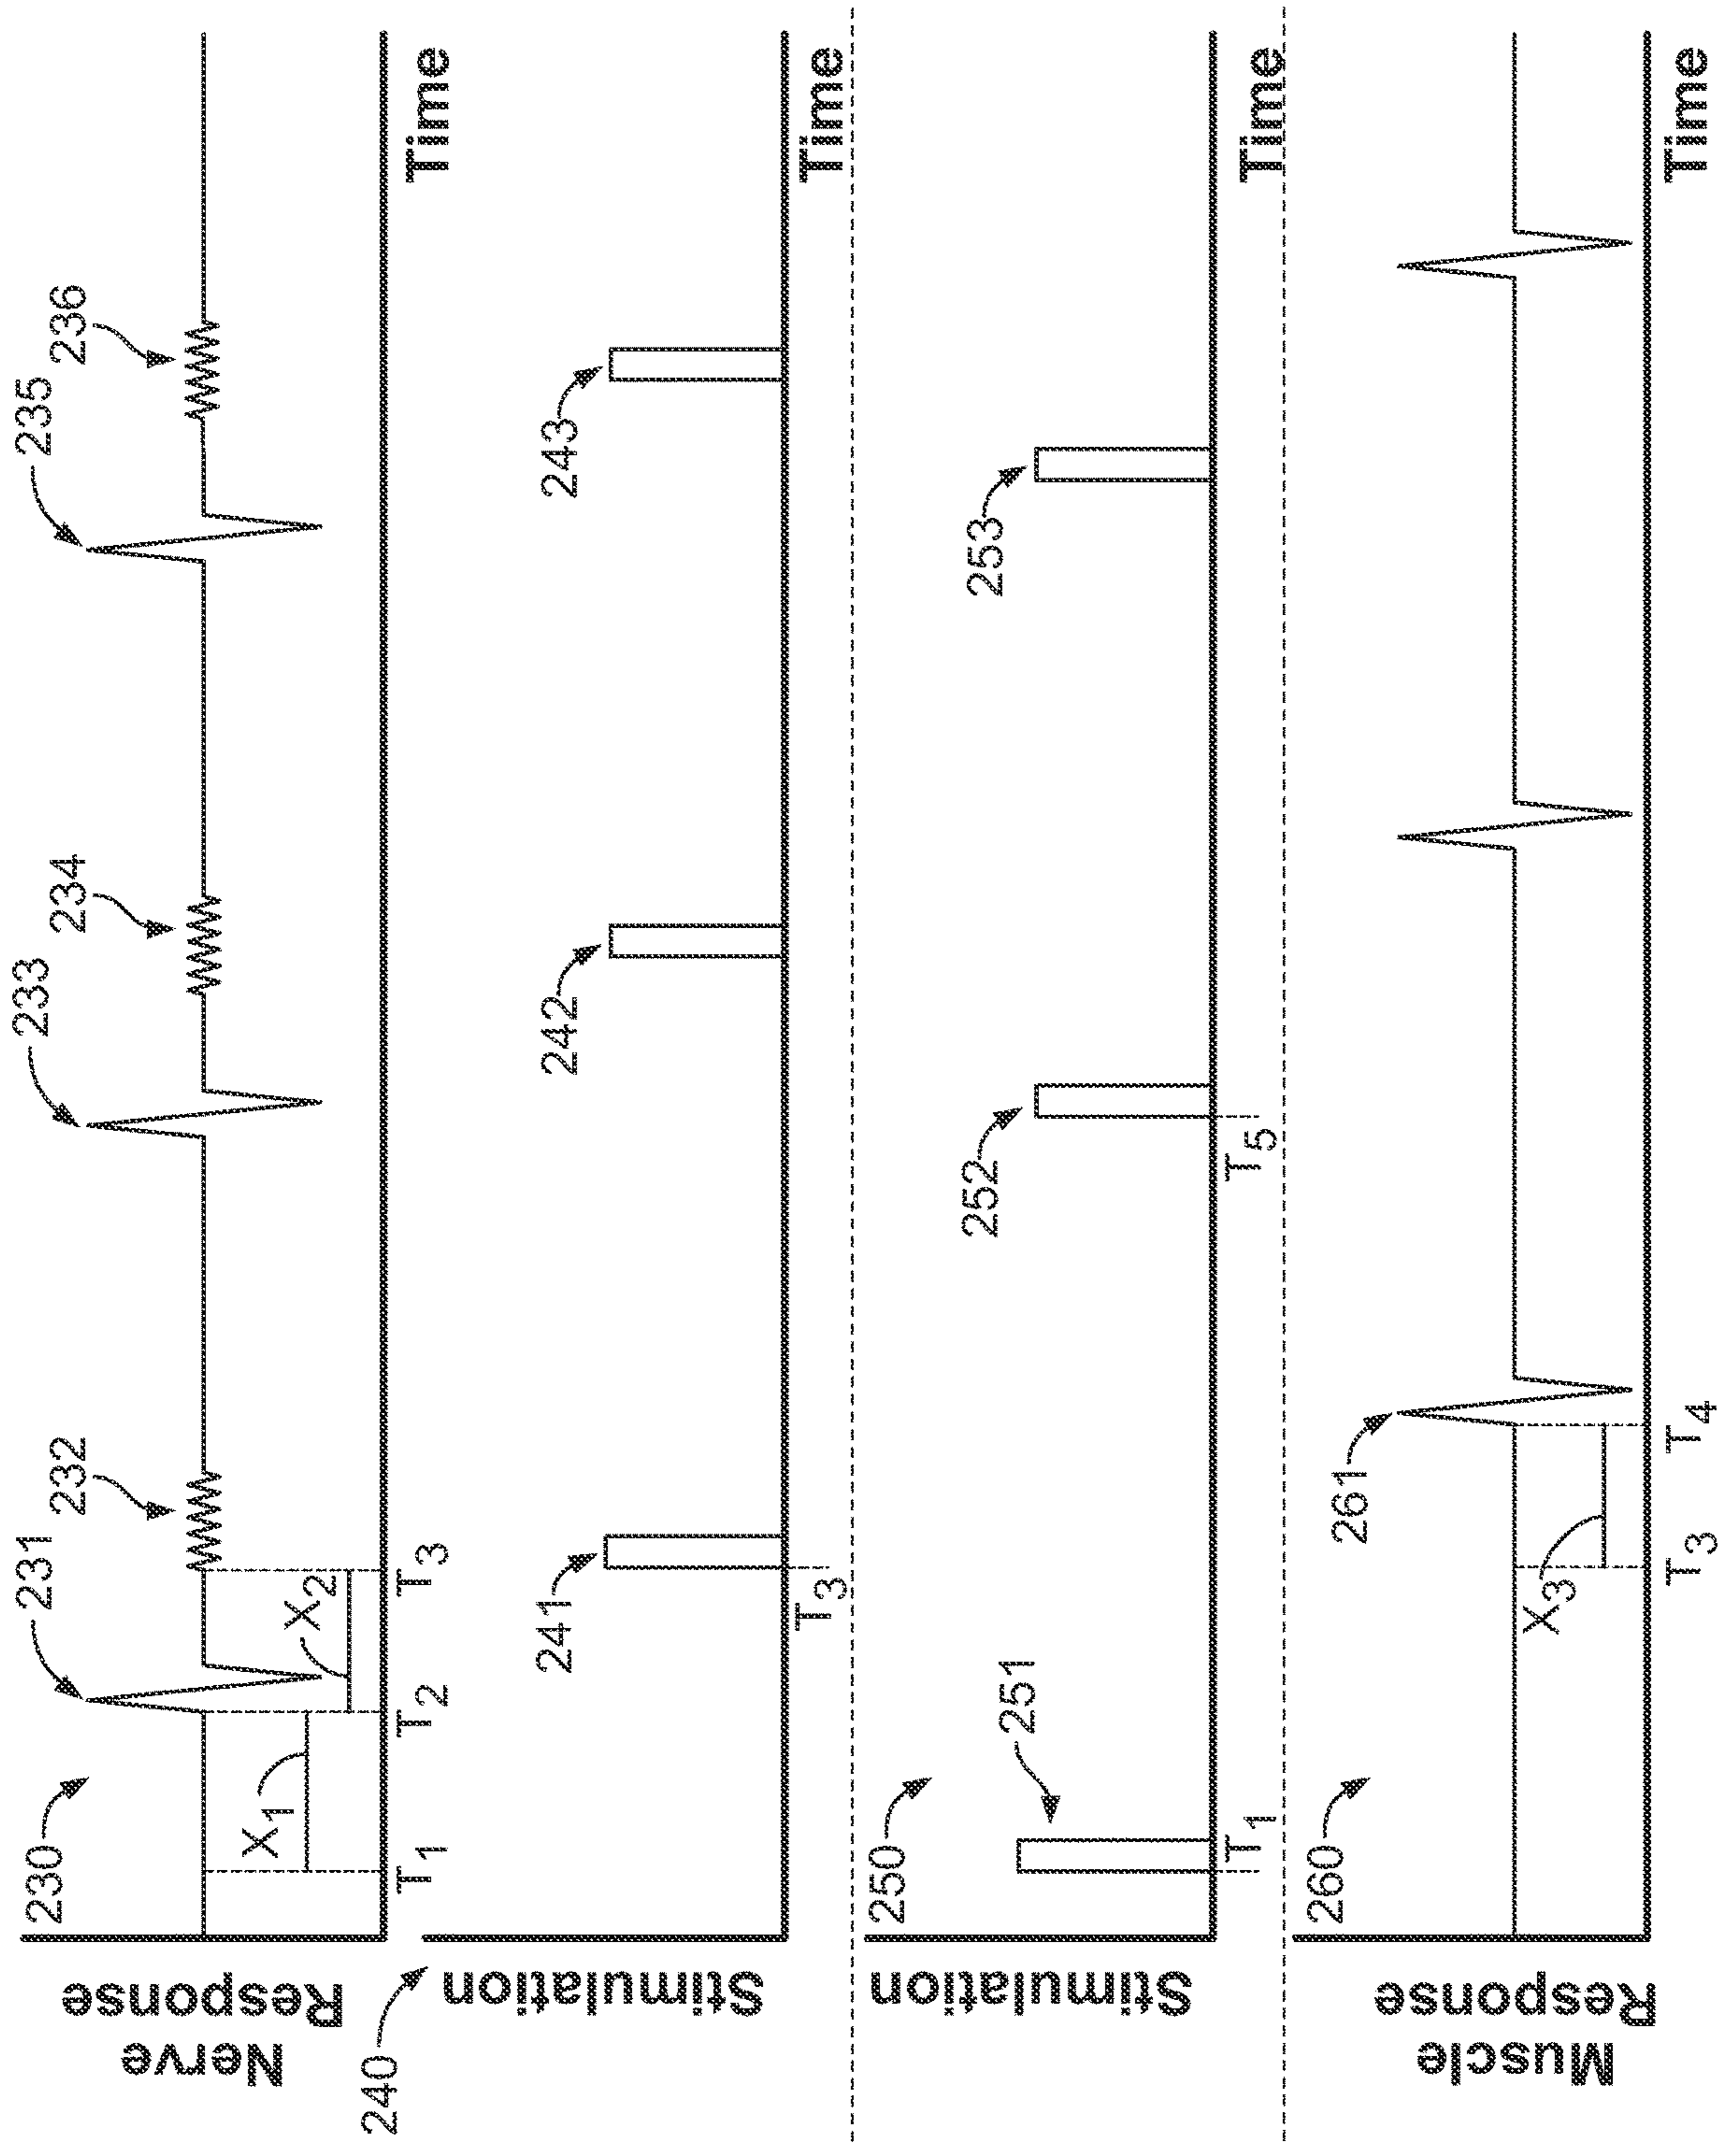 Nerve
Response
230
231
232
233
234
235
236
X1
X2
T1
T2
T3
Time
240
Stimulation
241
242
243
T3
Time
250
Stimulation
251
252
253
T1
T5
Time
260
Muscle
Response
261
X3
T3
T4
Time